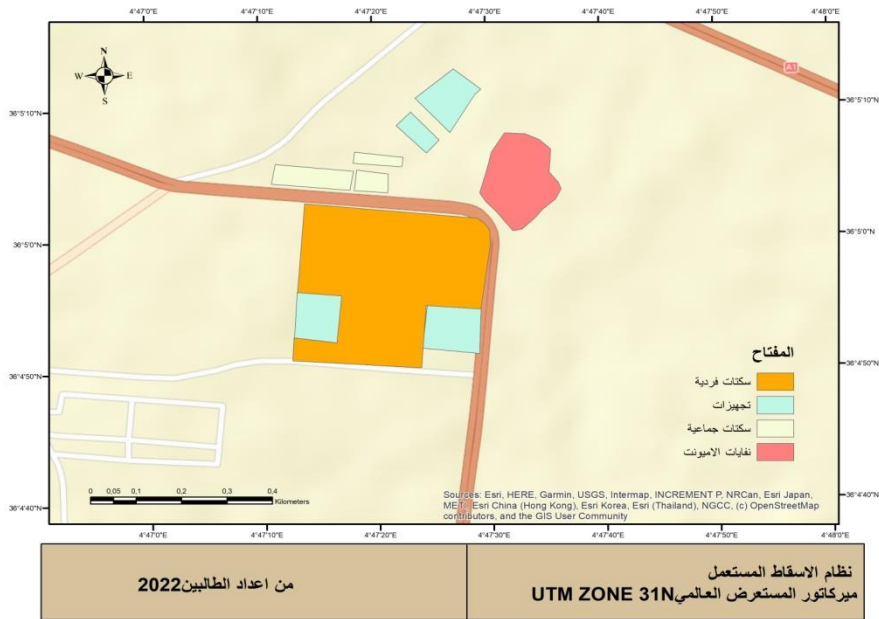 4°47'0"E 4°47'10"E 4°47'20"E 4°47'30"E 4°47'40"E 4°47'50"E 4°48'0"E
N
W E
S
A1
36°5'10"N 36°5'10"N
36°5'0"N 36°5'0"N
36°4'50"N 36°4'50"N
36°4'40"N 36°4'40"N
المفتاح
سكنات فردية
تجهيزات
سكنات جماعية
نفايات الاميونت
0 0,05 0,1 0,2 0,3 0,4
Kilometers
Sources: Esri, HERE, Garmin, USGS, Intermap, INCREMENT P, NRCan, Esri Japan,
METI, Esri China (Hong Kong), Esri Korea, Esri (Thailand), NGCC, (c) OpenStreetMap
contributors, and the GIS User Community
4°47'0"E 4°47'10"E 4°47'20"E 4°47'30"E 4°47'40"E 4°47'50"E 4°48'0"E
نظام الاسقاط المستعمل
ميركاتور المستعرض العالمي UTM ZONE 31N
من اعداد الطالبين2022